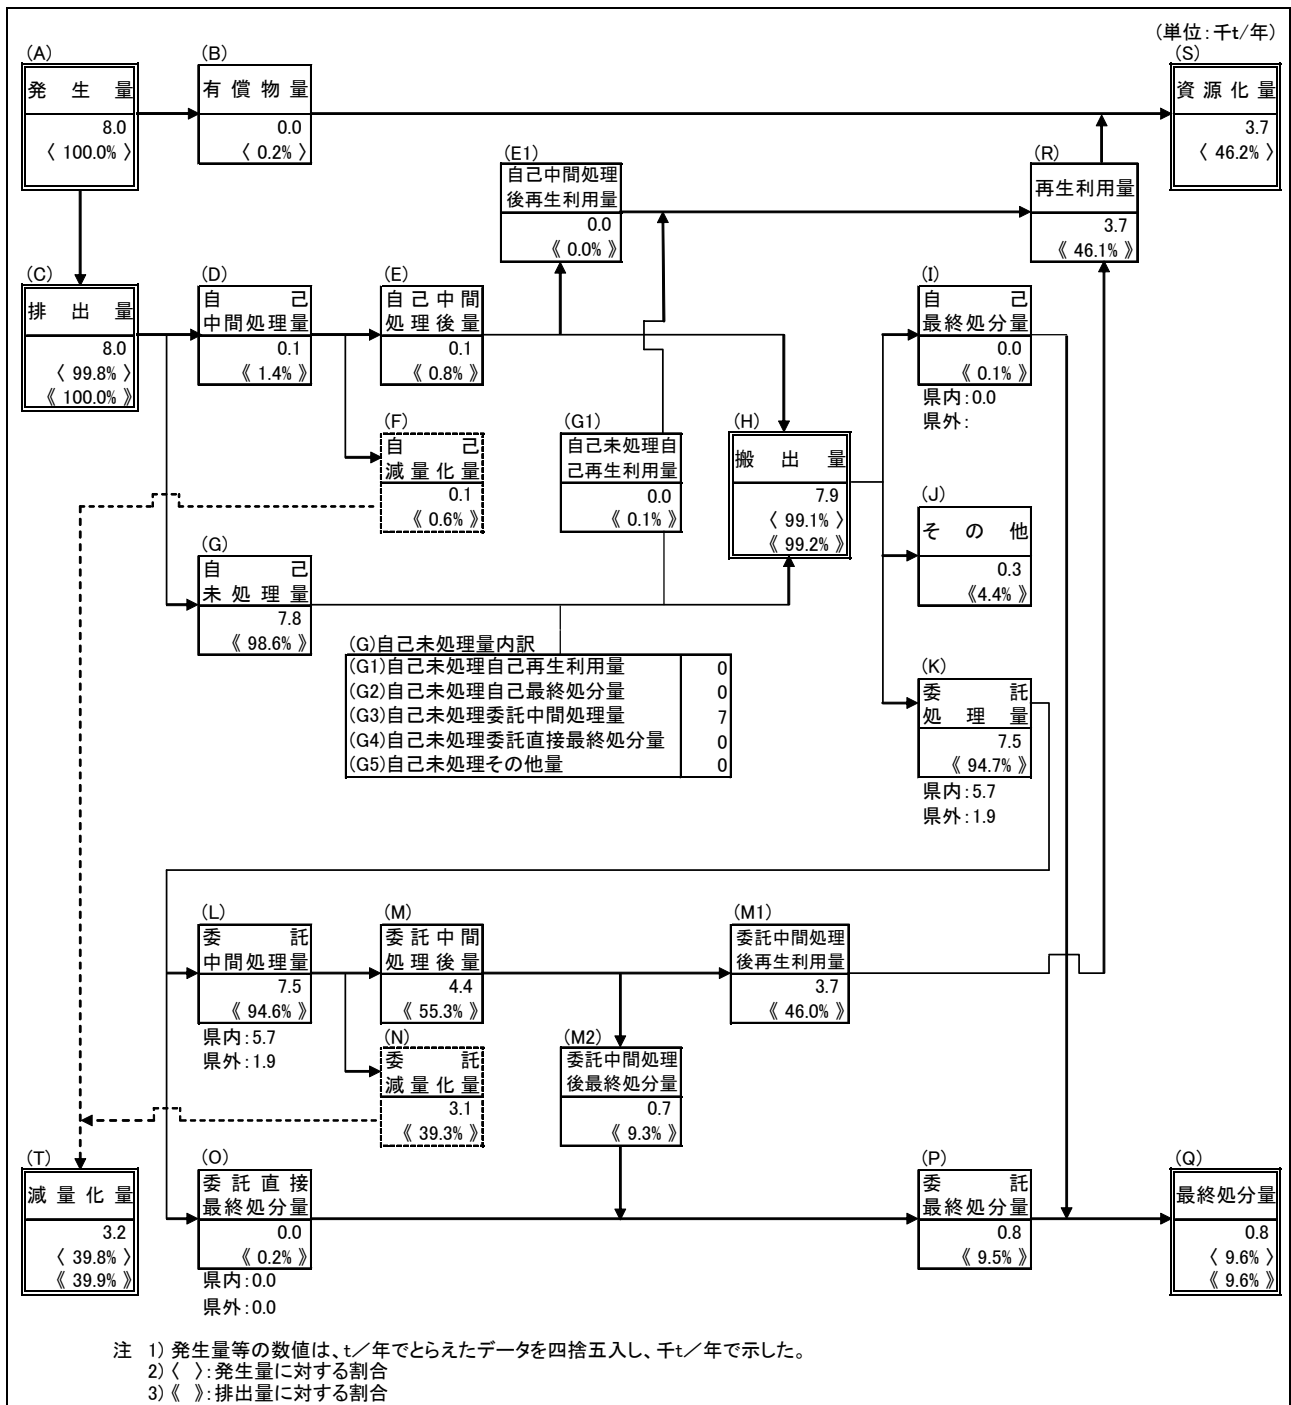 (単位:千t/年)
(A)
発生量
8.0
〈 100.0% 〉
(B)
有償物量
0.0
〈 0.2% 〉
(S)
資源化量
3.7
〈 46.2% 〉
(E1)
自己中間処理
後再生利用量
0.0
《 0.0% 》
(R)
再生利用量
3.7
《 46.1% 》
(C)
排出量
8.0
〈 99.8% 〉
《 100.0% 》
(D)
自己
中間処理量
0.1
《 1.4% 》
(E)
自己中間
処理後量
0.1
《 0.8% 》
(I)
自己
最終処分量
0.0
《 0.1% 》
県内:0.0
県外:
(F)
自己
減量化量
0.1
《 0.6% 》
(G1)
自己未処理自
己再生利用量
0.0
《 0.1% 》
(H)
搬出量
7.9
〈 99.1% 〉
《 99.2% 》
(J)
その他
0.3
《4.4% 》
(G)
自己
未処理量
7.8
《 98.6% 》
(G)自己未処理量内訳
(G1)自己未処理自己再生利用量 0
(G2)自己未処理自己最終処分量 0
(G3)自己未処理委託中間処理量 7
(G4)自己未処理委託直接最終処分量 0
(G5)自己未処理その他量 0
(K)
委託
処理量
7.5
《 94.7% 》
県内:5.7
県外:1.9
(L)
委託
中間処理量
7.5
《 94.6% 》
県内:5.7
県外:1.9
(M)
委託中間
処理後量
4.4
《 55.3% 》
(M1)
委託中間処理
後再生利用量
3.7
《 46.0% 》
(N)
委託
減量化量
3.1
《 39.3% 》
(M2)
委託中間処理
後最終処分量
0.7
《 9.3% 》
(T)
減量化量
3.2
〈 39.8% 〉
《 39.9% 》
(O)
委託直接
最終処分量
0.0
《 0.2% 》
県内:0.0
県外:0.0
(P)
委託
最終処分量
0.8
《 9.5% 》
(Q)
最終処分量
0.8
〈 9.6% 〉
《 9.6% 》
注 1) 発生量等の数値は、t/年でとらえたデータを四捨五入し、千t/年で示した。
2)〈 〉:発生量に対する割合
3)《 》:排出量に対する割合